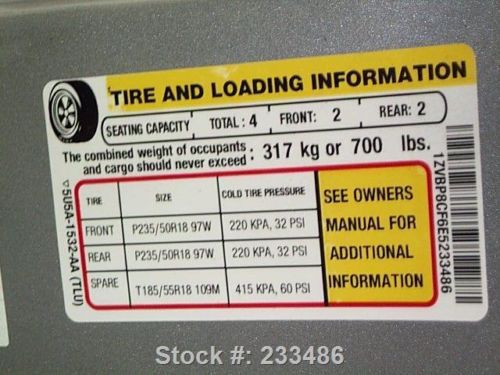 TIRE AND LOADING INFORMATION
SEATING CAPACITY TOTAL : 4 FRONT: 2 REAR: 2
The combined weight of occupants
and cargo should never exceed : 317 kg or 700 lbs.
TIRE SIZE COLD TIRE PRESSURE
FRONT P235/50R18 97W 220 KPA, 32 PSI
REAR P235/50R18 97W 220 KPA, 32 PSI
SPARE T185/55R18 109M 415 KPA, 60 PSI
SEE OWNERS
MANUAL FOR
ADDITIONAL
INFORMATION
▽5U5A-1532-AA (TLU)
1ZVBP8CF6E5233486
Stock #: 233486